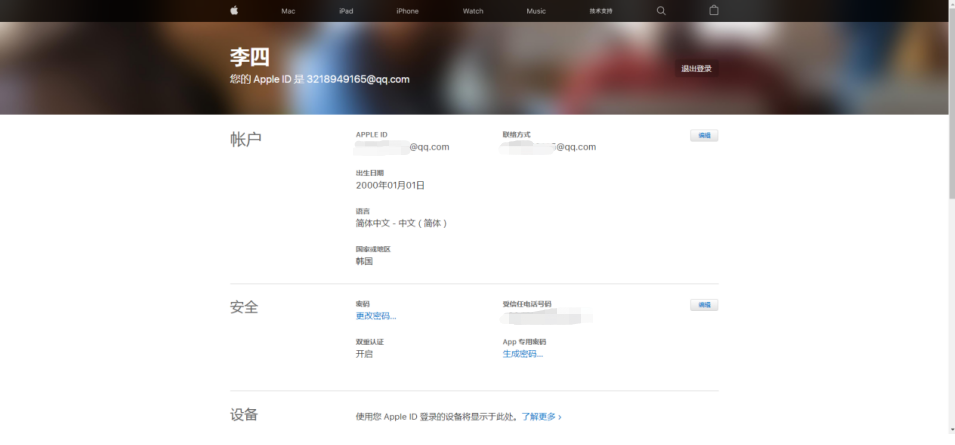 Mac iPad iPhone Watch Music 技术支持
李四
您的 Apple ID 是 3218949165@qq.com
退出登录
帐户
APPLE ID
@qq.com
联络方式
@qq.com
编辑
出生日期
2000年01月01日
语言
简体中文 - 中文（简体）
国家或地区
韩国
安全
密码
更改密码...
受信任电话号码
编辑
双重认证
开启
App 专用密码
生成密码...
设备
使用您 Apple ID 登录的设备将显示于此处。了解更多 ›